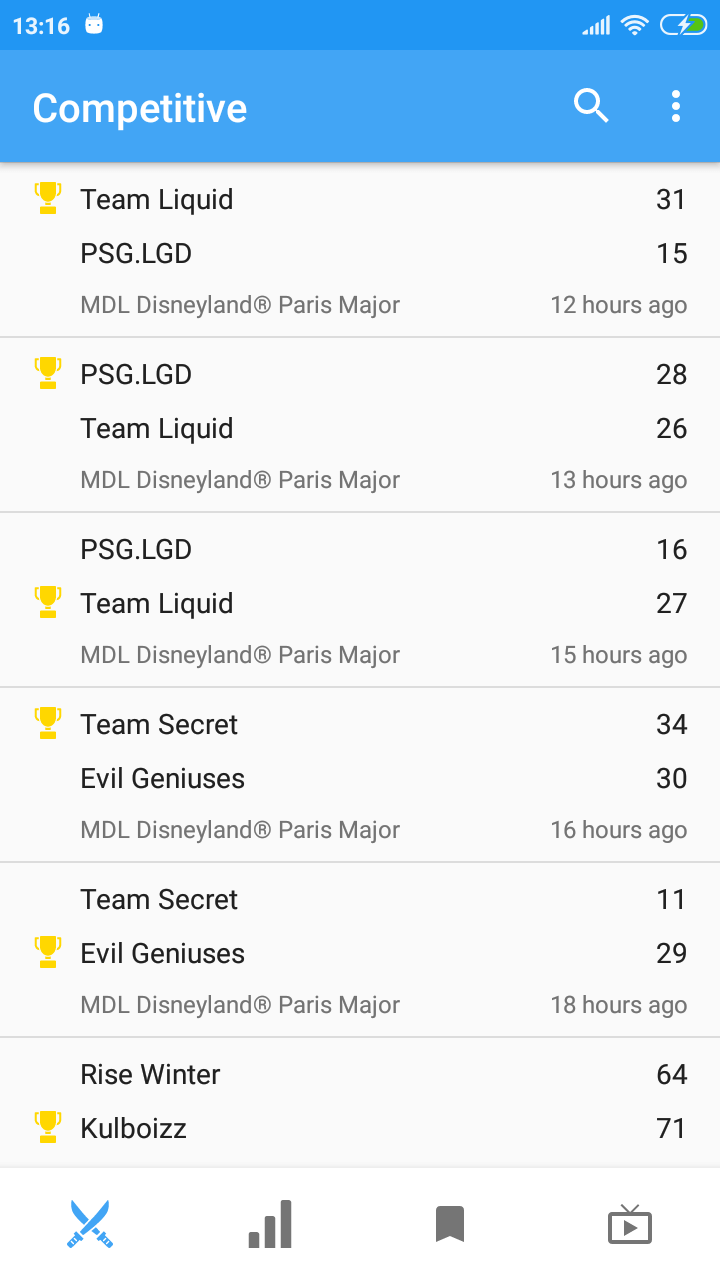 13:16
Competitive
Team Liquid 31
PSG.LGD 15
MDL Disneyland® Paris Major 12 hours ago
PSG.LGD 28
Team Liquid 26
MDL Disneyland® Paris Major 13 hours ago
PSG.LGD 16
Team Liquid 27
MDL Disneyland® Paris Major 15 hours ago
Team Secret 34
Evil Geniuses 30
MDL Disneyland® Paris Major 16 hours ago
Team Secret 11
Evil Geniuses 29
MDL Disneyland® Paris Major 18 hours ago
Rise Winter 64
Kulboizz 71